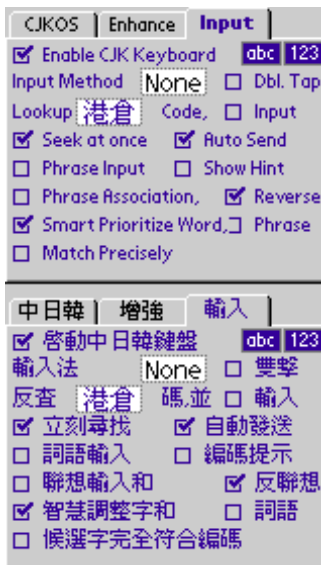 CJKOS Enhance Input
Enable CJK Keyboard abc 123
Input Method None Dbl. Tap
Lookup 港倉 Code, Input
Seek at once Auto Send
Phrase Input Show Hint
Phrase Association, Reverse
Smart Prioritize Word, Phrase
Match Precisely
中日韓 增強 輸入
啓動中日韓鍵盤 abc 123
輸入法 None 雙擊
反查 港倉 碼,並 輸入
立刻尋找 自動發送
詞語輸入 編碼提示
聯想輸入和 反聯想
智慧調整字和 詞語
候選字完全符合編碼